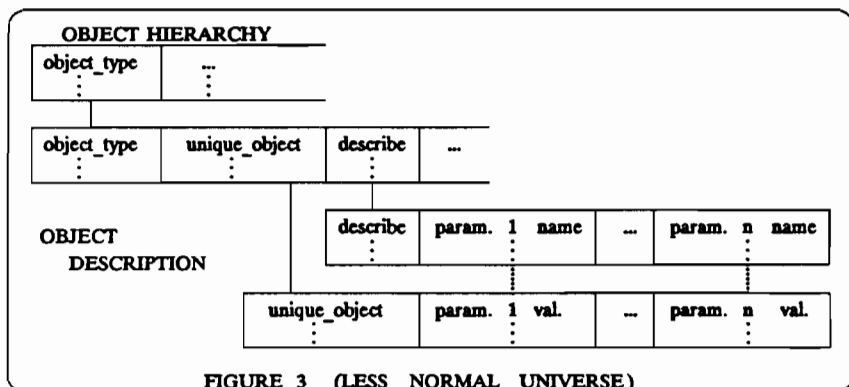 OBJECT HIERARCHY
object_type ...
object_type unique_object describe ...
describe param. 1 name ... param. n name
OBJECT
DESCRIPTION
unique_object param. 1 val. ... param. n val.
FIGURE 3 (LESS NORMAL UNIVERSE)